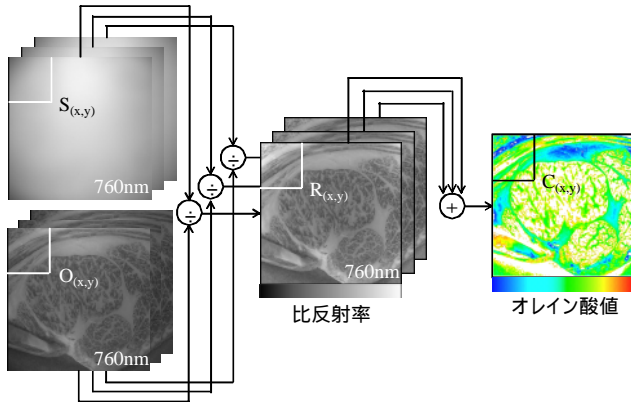 S(x,y)
760nm
O(x,y)
760nm
÷
÷
÷
R(x,y)
760nm
比反射率
+
C(x,y)
オレイン酸値